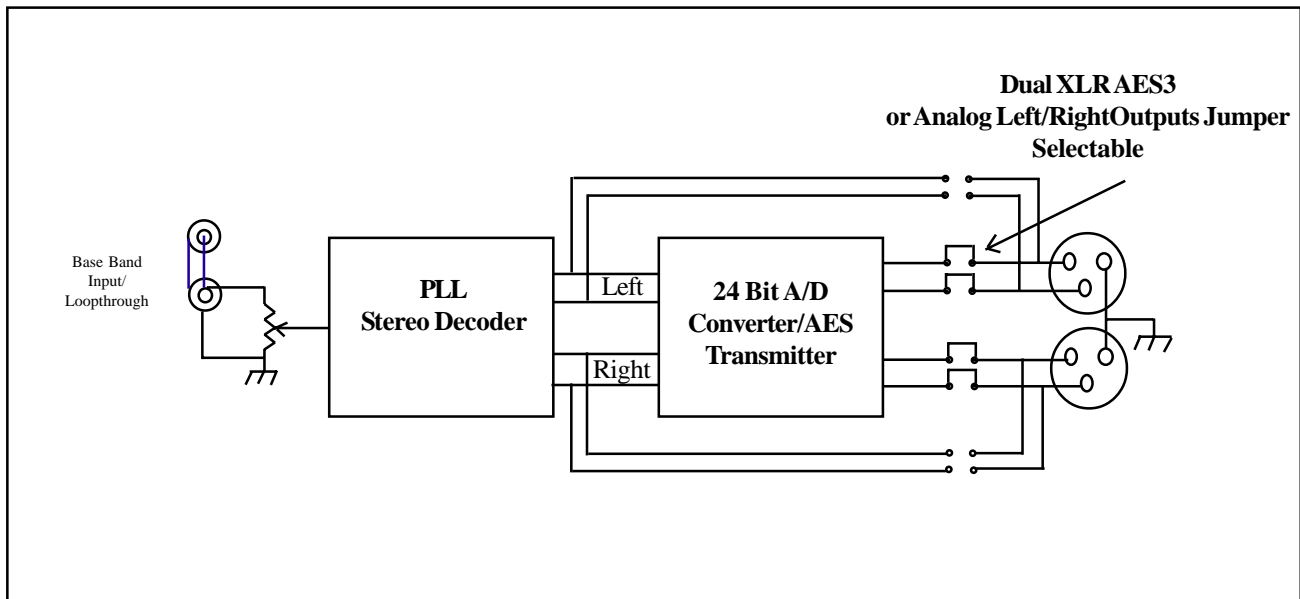 Dual XLR AES3
or Analog Left/RightOutputs Jumper
Selectable
Base Band
Input/
Loopthrough
PLL
Stereo Decoder
Left
Right
24 Bit A/D
Converter/AES
Transmitter